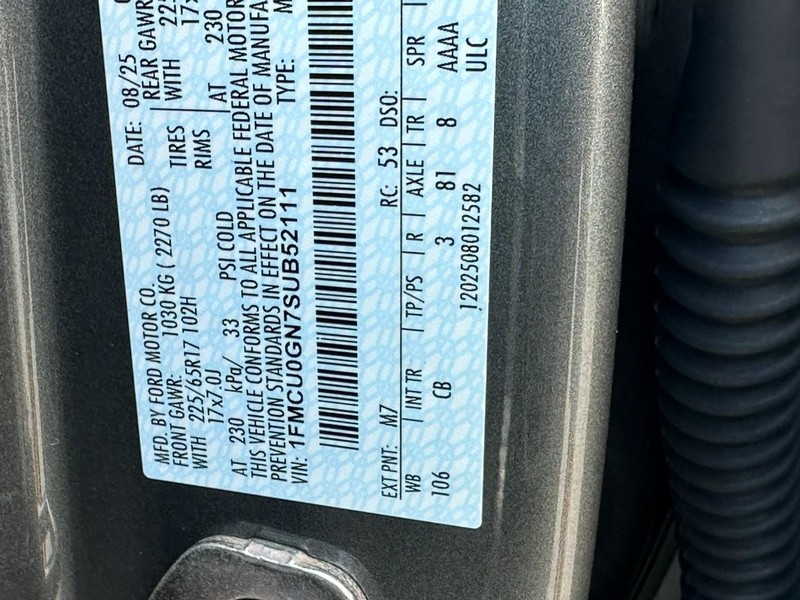 MFD. BY FORD MOTOR CO.
DATE: 08/25
FRONT GAWR: 1030 KG ( 2270 LB)
REAR GAWR
WITH 225/65R17 102H
TIRES
WITH
17x7.0J
RIMS
AT 230 kPa/ 33 PSI COLD
AT 230
THIS VEHICLE CONFORMS TO ALL APPLICABLE FEDERAL MOTOR
PREVENTION STANDARDS IN EFFECT ON THE DATE OF MANUFA
VIN: 1FMCU0GN7SUB52111
TYPE:
EXT PNT: M7
RC: 53 DSO:
WB INT TR TP/PS R AXLE TR SPR
106 CB 3 81 8 AAAA
ULC
1202508012582